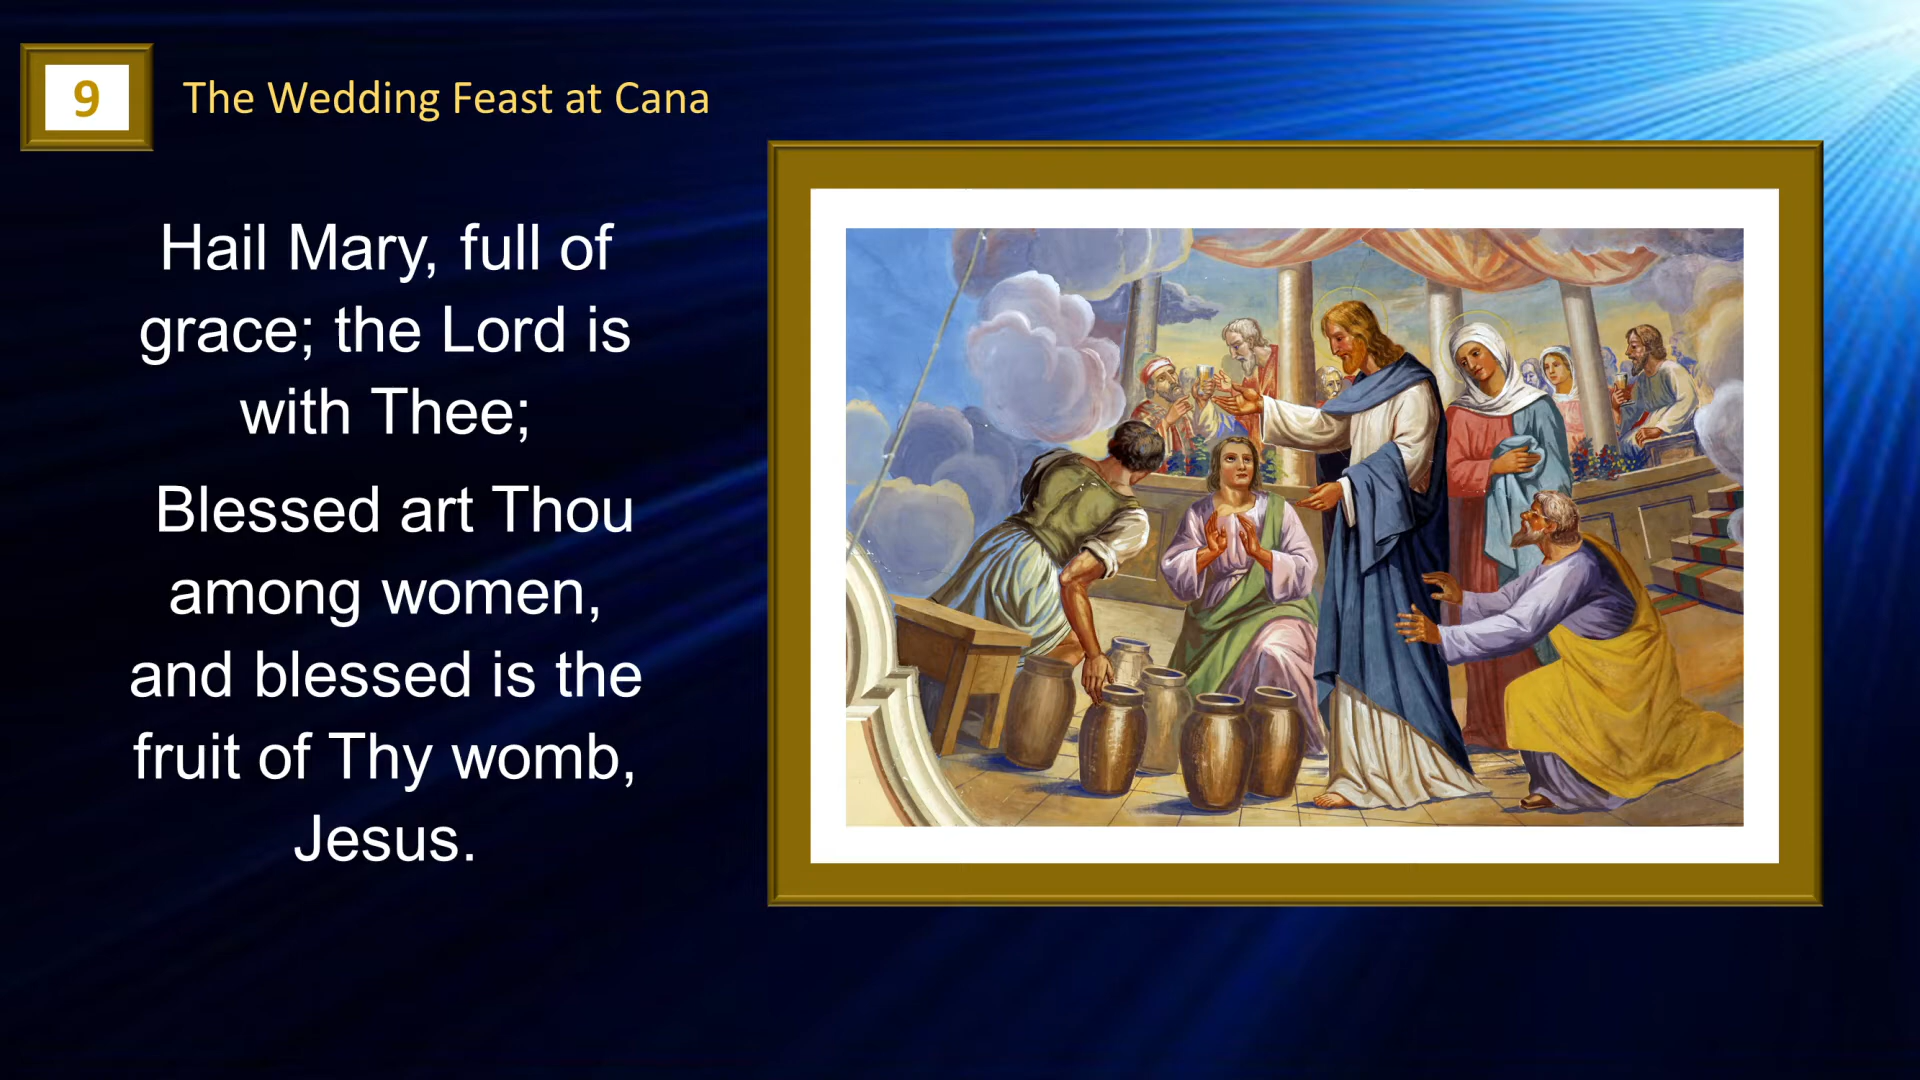 9
The Wedding Feast at Cana
Hail Mary, full of
grace; the Lord is
with Thee;
Blessed art Thou
among women,
and blessed is the
fruit of Thy womb,
Jesus.